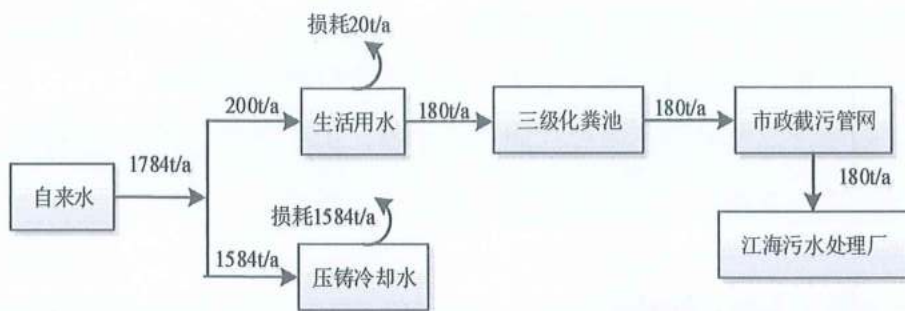 损耗20t/a
200t/a
生活用水
180t/a
三级化粪池
180t/a
市政截污管网
1784t/a
自来水
180t/a
损耗1584t/a
江海污水处理厂
1584t/a
压铸冷却水